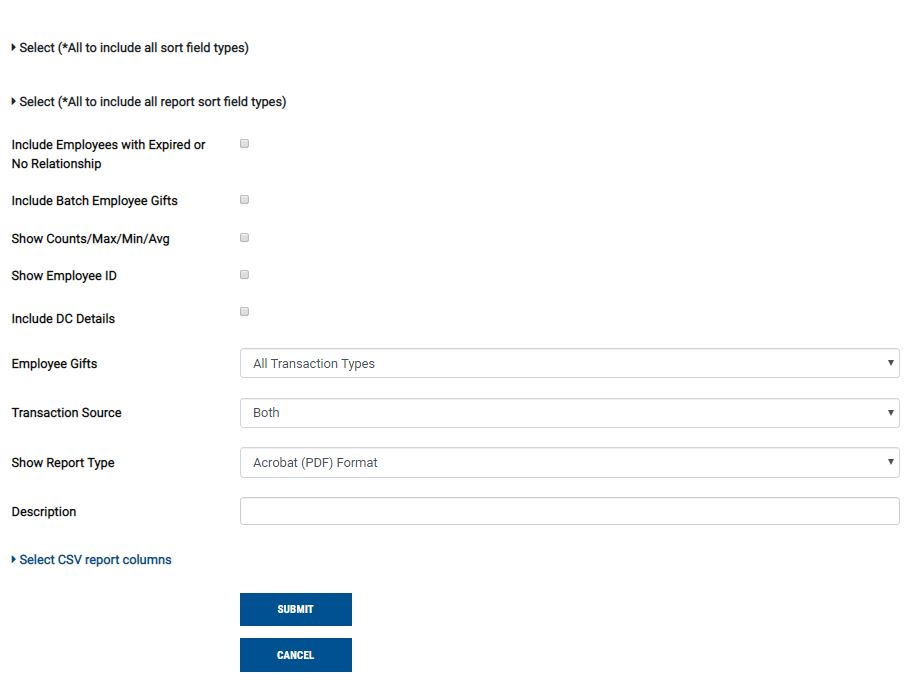 Select (*All to include all sort field types)
Select (*All to include all report sort field types)
Include Employees with Expired or
No Relationship
Include Batch Employee Gifts
Show Counts/Max/Min/Avg
Show Employee ID
Include DC Details
Employee Gifts
All Transaction Types
Transaction Source
Both
Show Report Type
Acrobat (PDF) Format
Description
Select CSV report columns
SUBMIT
CANCEL